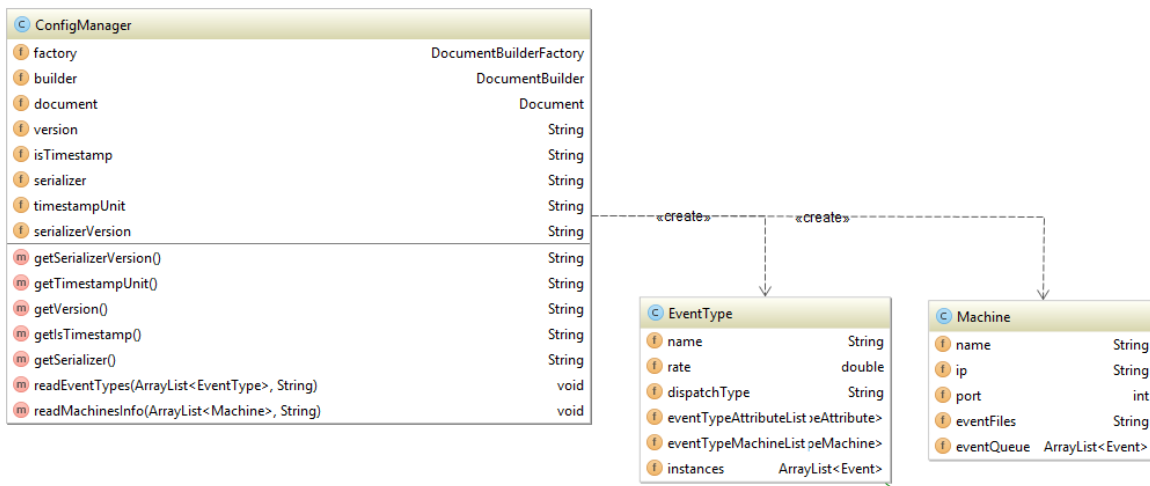 ConfigManager
factory DocumentBuilderFactory
builder DocumentBuilder
document Document
version String
isTimestamp String
serializer String
timestampUnit String
serializerVersion String
getSerializerVersion() String
getTimestampUnit() String
getVersion() String
getIsTimestamp() String
getSerializer() String
readEventTypes(ArrayList<EventType>, String) void
readMachinesInfo(ArrayList<Machine>, String) void
«create» «create»
EventType
name String
rate double
dispatchType String
eventTypeAttributeList eAttribute>
eventTypeMachineList peMachine>
instances ArrayList<Event>
Machine
name String
ip String
port int
eventFiles String
eventQueue ArrayList<Event>